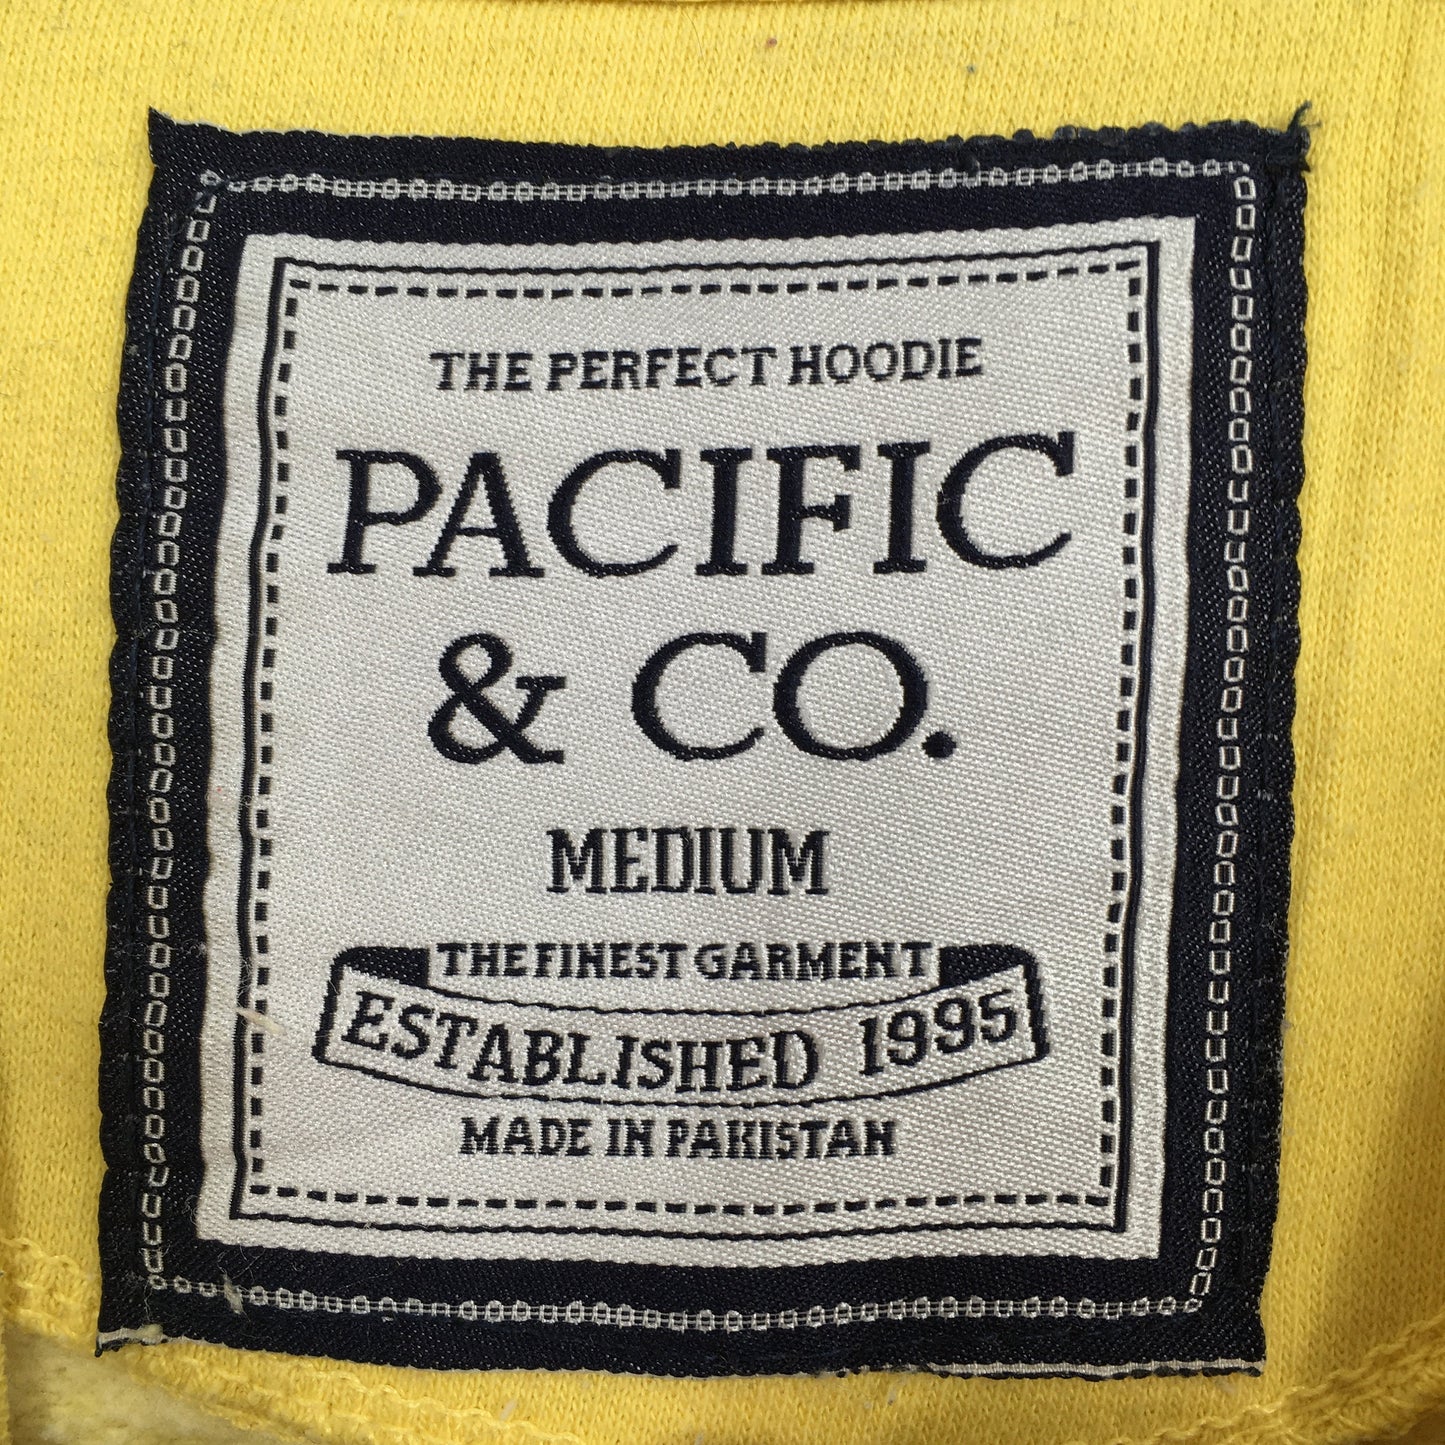 THE PERFECT HOODIE
PACIFIC
& CO.
MEDIUM
THE FINEST GARMENT
ESTABLISHED 1995
MADE IN PAKISTAN